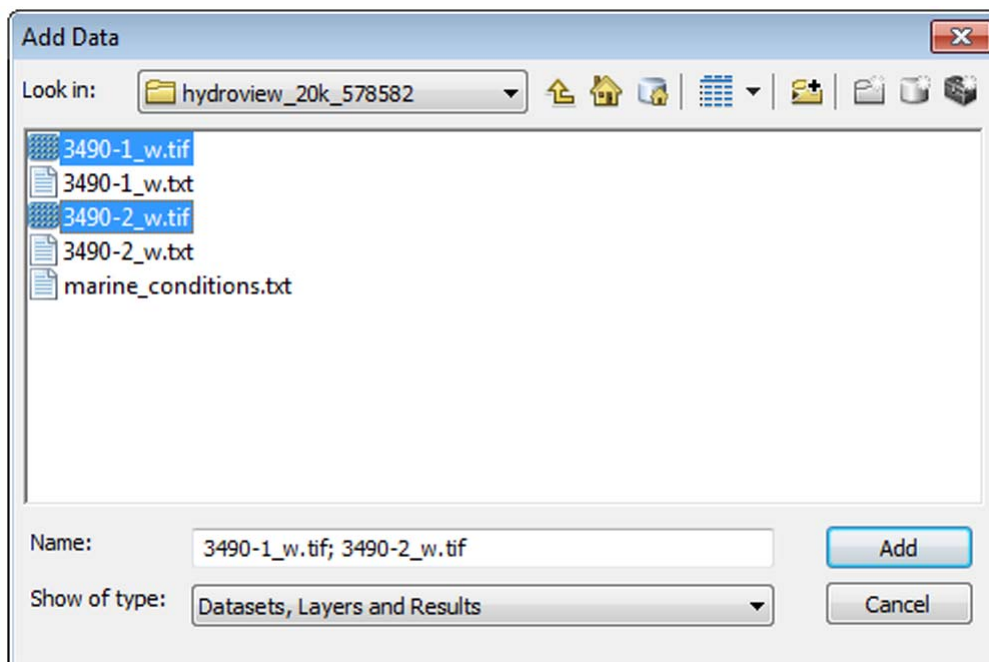 Add Data
Look in: hydroview_20k_578582
3490-1_w.tif
3490-1_w.txt
3490-2_w.tif
3490-2_w.txt
marine_conditions.txt
Name: 3490-1_w.tif; 3490-2_w.tif Add
Show of type: Datasets, Layers and Results Cancel